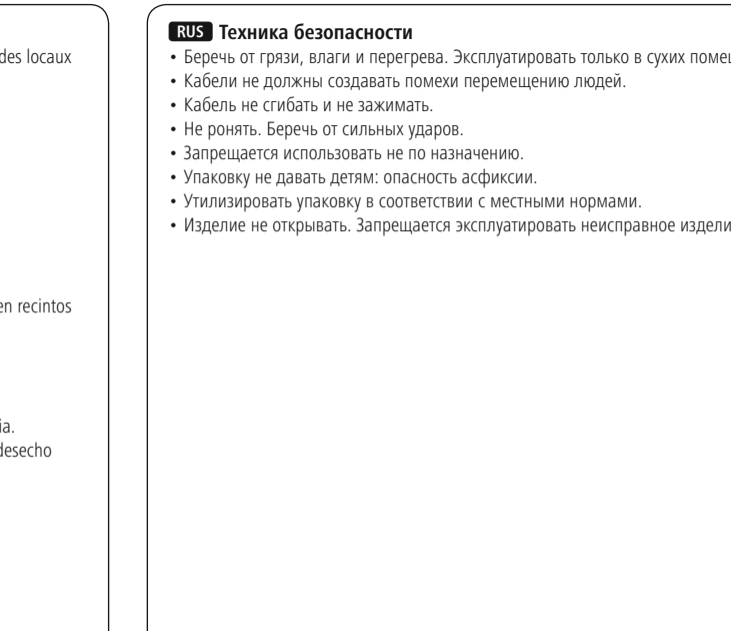 des locaux
en recintos
ia.
desecho
RUS Техника безопасности
• Беречь от грязи, влаги и перегрева. Эксплуатировать только в сухих
• Кабели не должны создавать помехи перемещению людей.
• Кабель не сгибать и не зажимать.
• Не ронять. Беречь от сильных ударов.
• Запрещается использовать не по назначению.
• Упаковку не давать детям: опасность асфиксии.
• Утилизировать упаковку в соответствии с местными нормами.
• Изделие не открывать. Запрещается эксплуатировать неисправное издели